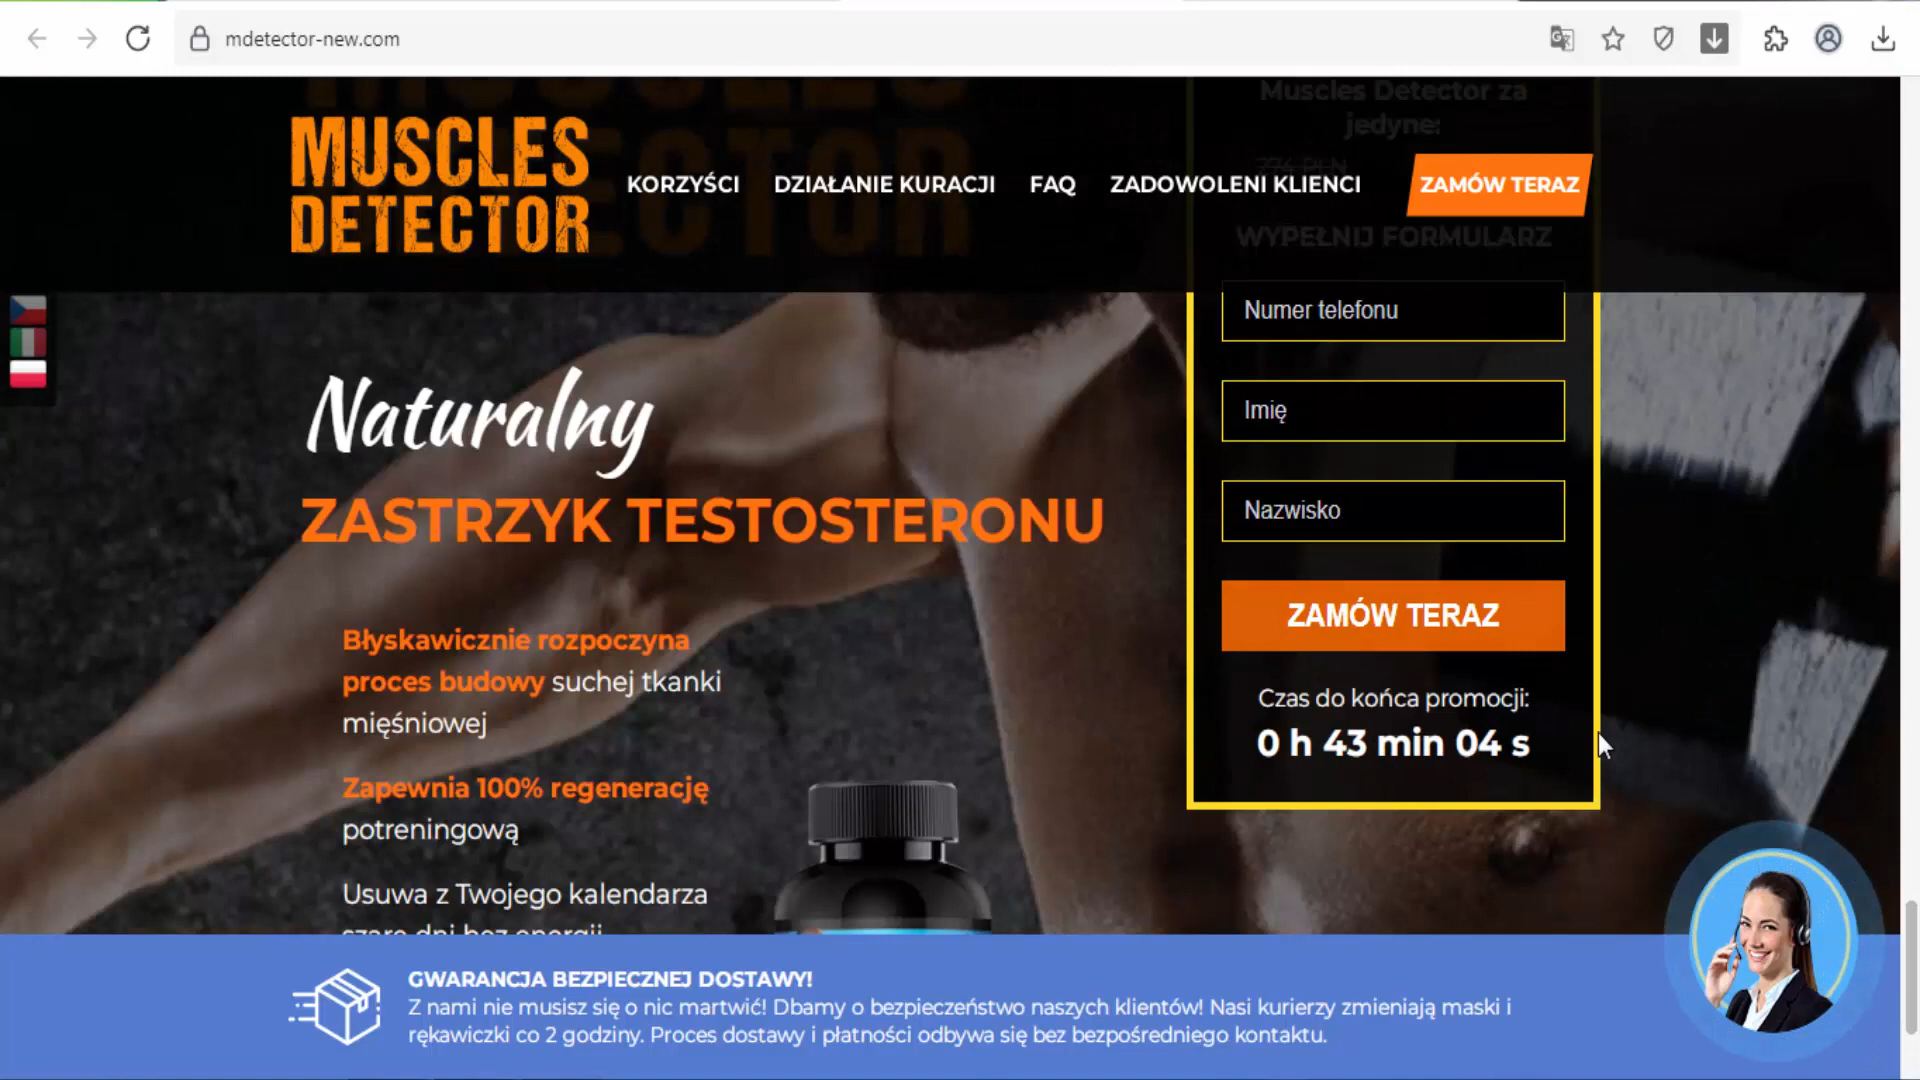 mdetector-new.com
MUSCLES
DETECTOR
KORZYŚCI
DZIAŁANIE KURACJI
FAQ
ZADOWOLENI KLIENCI
ZAMÓW TERAZ
Muscles Detector za
jedyne:
WYPEŁNIJ FORMULARZ
Numer telefonu
Imię
Nazwisko
ZAMÓW TERAZ
Czas do końca promocji:
0 h 43 min 04 s
Naturalny
ZASTRZYK TESTOSTERONU
Błyskawicznie rozpoczyna
proces budowy suchej tkanki
mięśniowej
Zapewnia 100% regenerację
potreningową
Usuwa z Twojego kalendarza
szare dni bez energii
GWARANCJA BEZPIECZNEJ DOSTAWY!
Z nami nie musisz się o nic martwić! Dbamy o bezpieczeństwo naszych klientów! Nasi kurierzy zmieniają maski i
rękawiczki co 2 godziny. Proces dostawy i płatności odbywa się bez bezpośredniego kontaktu.